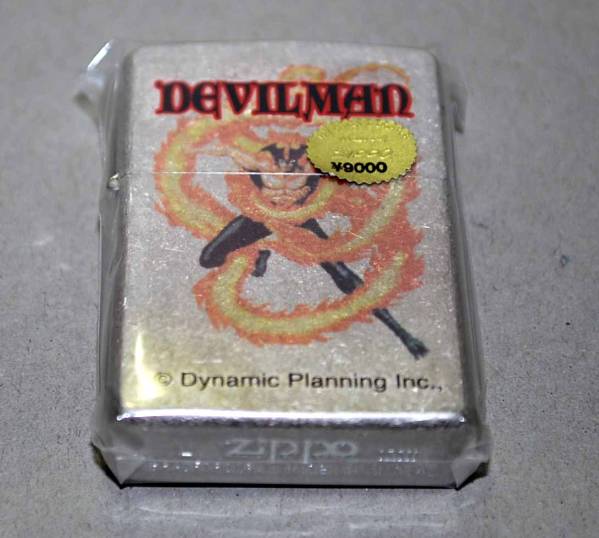 DEVILMAN
¥9000
© Dynamic Planning Inc.,
zippo